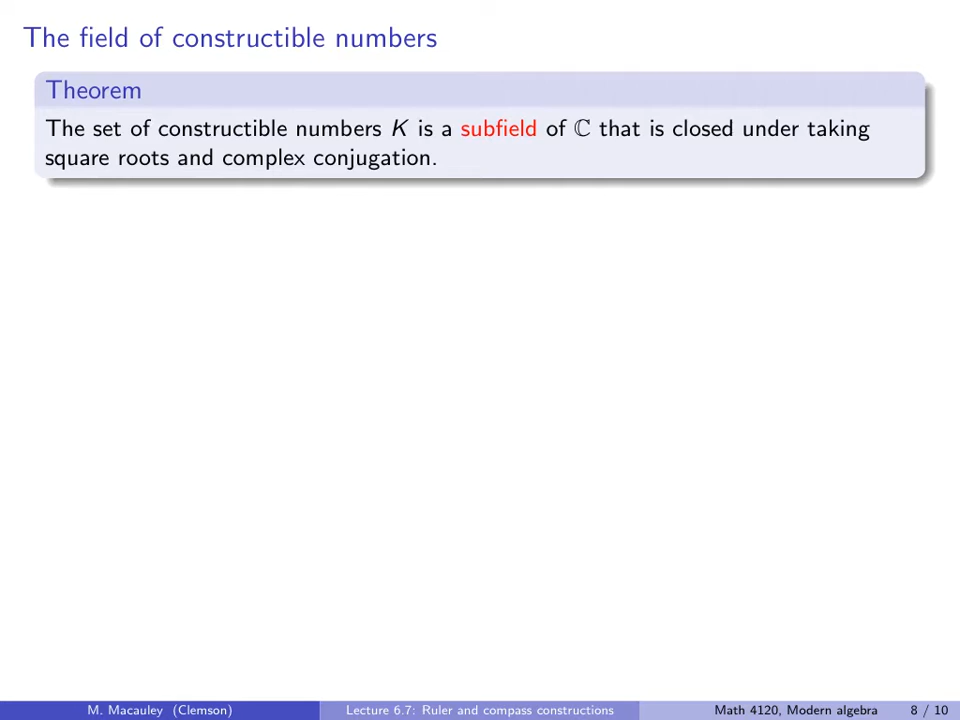 The field of constructible numbers
Theorem
The set of constructible numbers K is a subfield of ℂ that is closed under taking
square roots and complex conjugation.
M. Macauley (Clemson)
Lecture 6.7: Ruler and compass constructions
Math 4120, Modern algebra
8 / 10